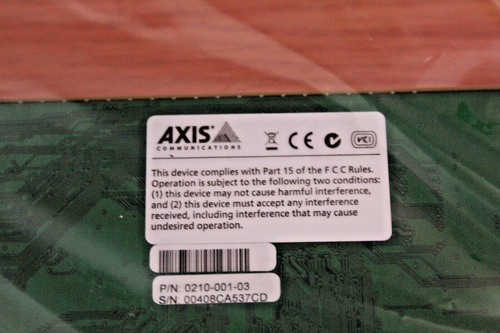 AXIS
COMMUNICATIONS
CE
VCI
This device complies with Part 15 of the F C C Rules.
Operation is subject to the following two conditions:
(1) this device may not cause harmful interference,
and (2) this device must accept any interference
received, including interference that may cause
undesired operation.
P/N: 0210-001-03
S/N: 00408CA537CD